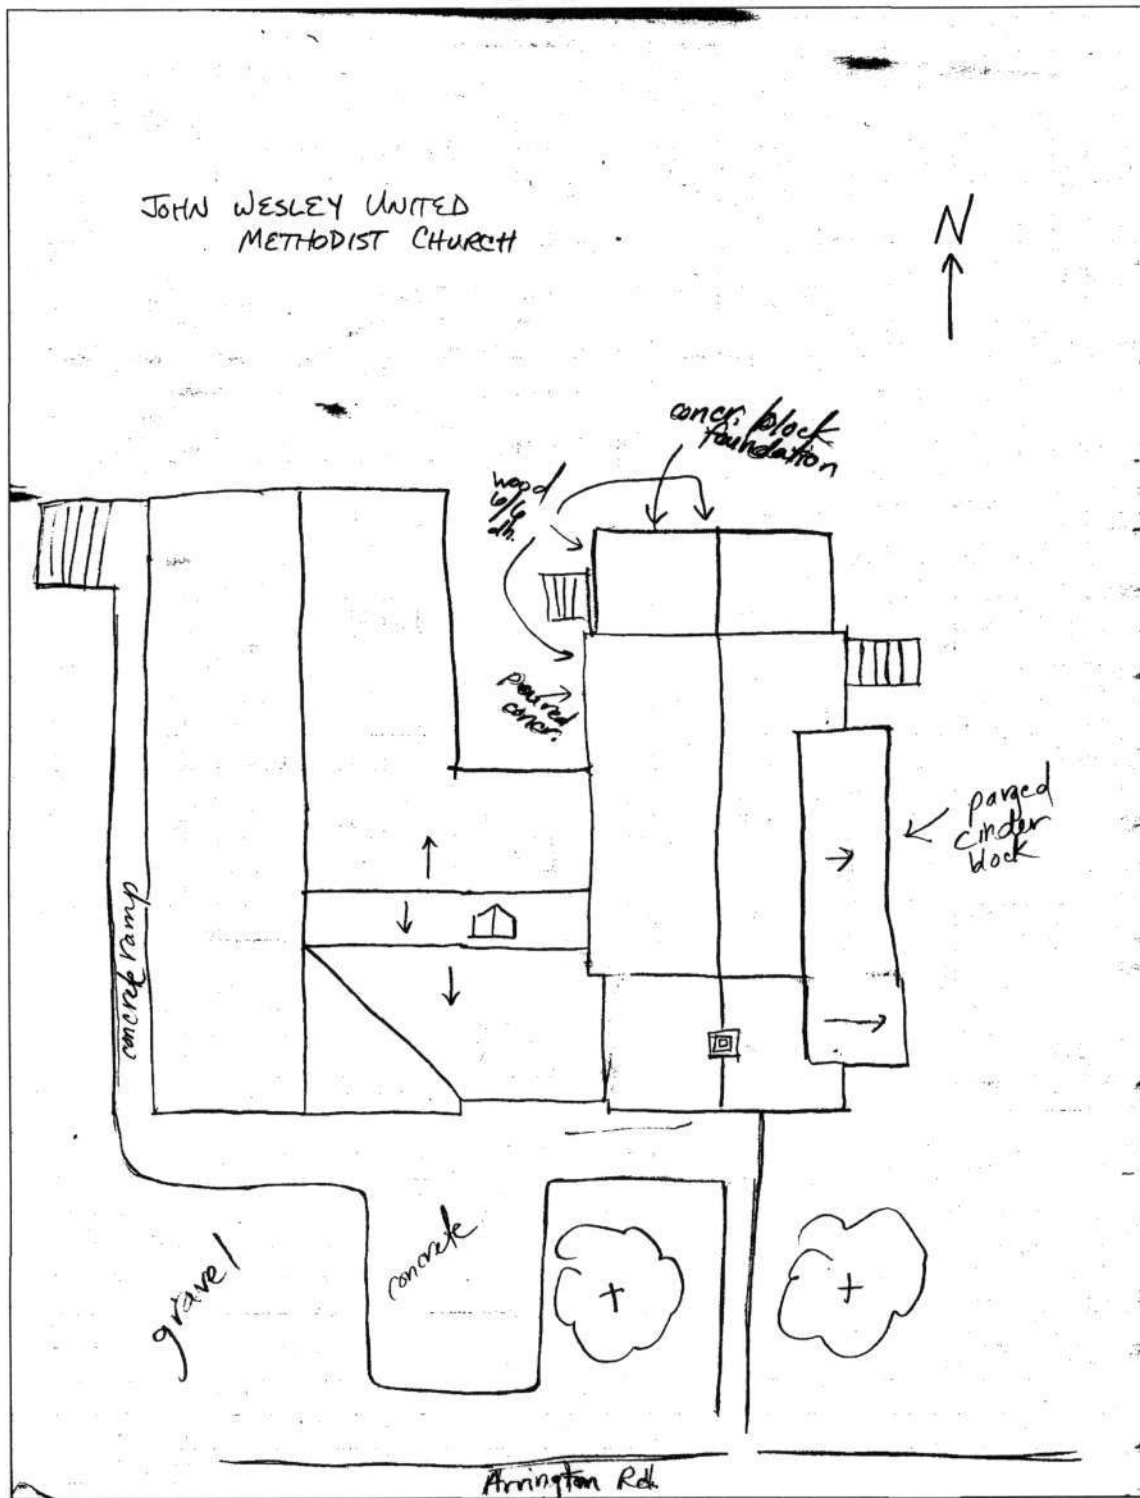 JOHN WESLEY UNITED
METHODIST CHURCH
N
concr. block
foundation
wood
6/6
dh.
poured
concr.
parged
cinder
block
concrete ramp
concrete
gravel
Arrington Rd.